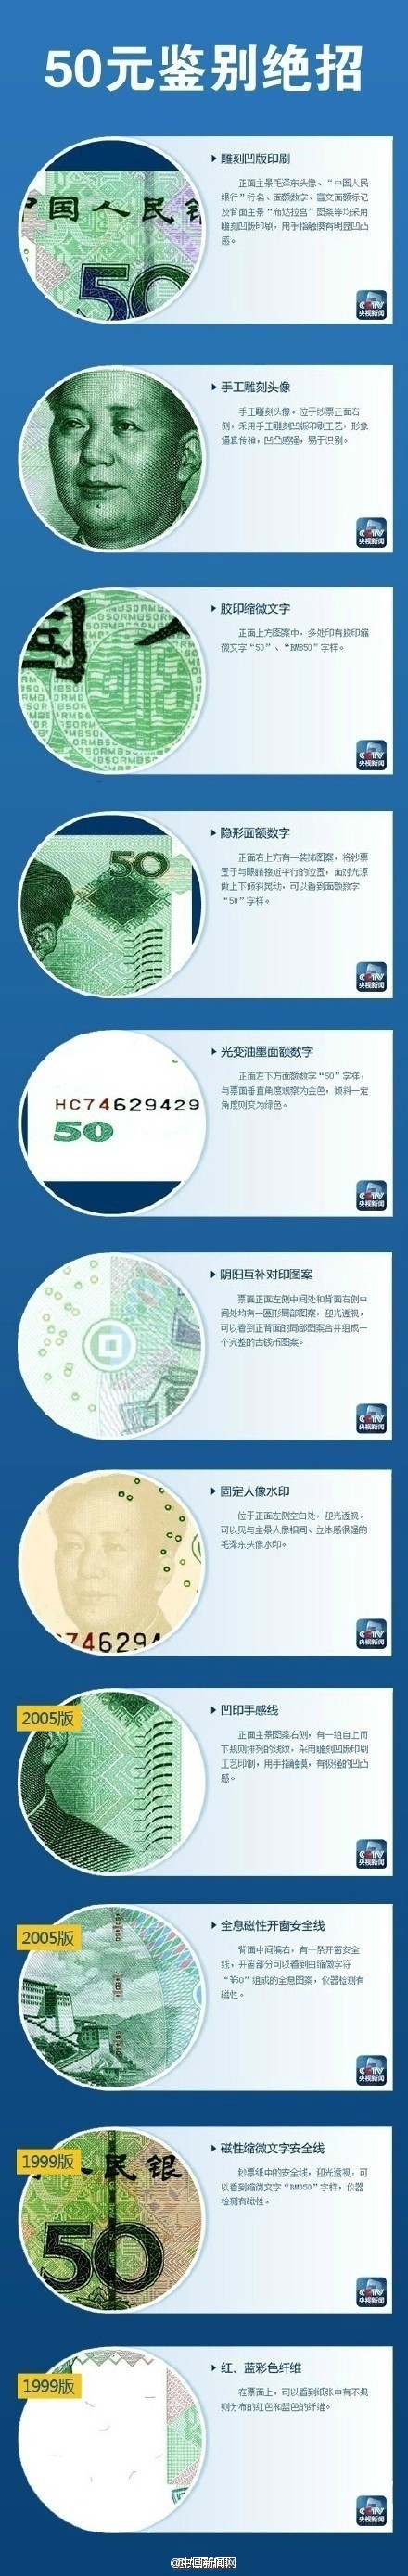 50元鉴别绝招
中国人民银
50
雕刻凹版印刷
正面主景毛泽东头像、“中国人民
银行”行名、面额数字、盲文面额标记
及背面主景“布达拉宫”图案等均采用
雕刻凹版印刷，用手指触摸有明显凹凸
感。
CCTV
央视新闻
手工雕刻头像
手工雕刻头像。位于钞票正面右
侧，采用手工雕刻凹版印刷工艺，形象
逼真传神，凹凸感强，易于识别。
CCTV
央视新闻
胶印缩微文字
正面上方图案中，多处印有胶印缩
微文字“50”、“RMB50”字样。
CCTV
央视新闻
50
隐形面额数字
正面右上方有一装饰图案，将钞票
置于与眼睛接近平行的位置，面对光源
做上下倾斜晃动，可以看到面额数字
“50”字样。
CCTV
央视新闻
HC74629429
50
光变油墨面额数字
正面左下方面额数字“50”字样，
与票面垂直角度观察为金色，倾斜一定
角度则变为绿色。
CCTV
央视新闻
阴阳互补对印图案
票面正面左侧中间处和背面右侧中
间处均有一圆形局部图案，迎光透视，
可以看到正背面的局部图案合并组成一
个完整的古钱币图案。
CCTV
央视新闻
746294
固定人像水印
位于正面左侧空白处，迎光透视，
可以见与主景人像相同、立体感很强的
毛泽东头像水印。
CCTV
央视新闻
2005版
凹印手感线
正面主景图案右侧，有一组自上而
下规则排列的线纹，采用雕刻凹版印刷
工艺印制，用手指触摸，有极强的凹凸
感。
CCTV
央视新闻
2005版
全息磁性开窗安全线
背面中间偏右，有一条开窗安全
线，开窗部分可以看到由缩微字符
“￥50”组成的全息图案，仪器检测有
磁性。
CCTV
央视新闻
1999版
人民银
50
磁性缩微文字安全线
钞票纸中的安全线，迎光透视，可
以看到缩微文字“RMB50”字样，仪器
检测有磁性。
CCTV
央视新闻
1999版
红、蓝彩色纤维
在票面上，可以看到纸张中有不规
则分布的红色和蓝色的纤维。
CCTV
央视新闻
@中国新闻网